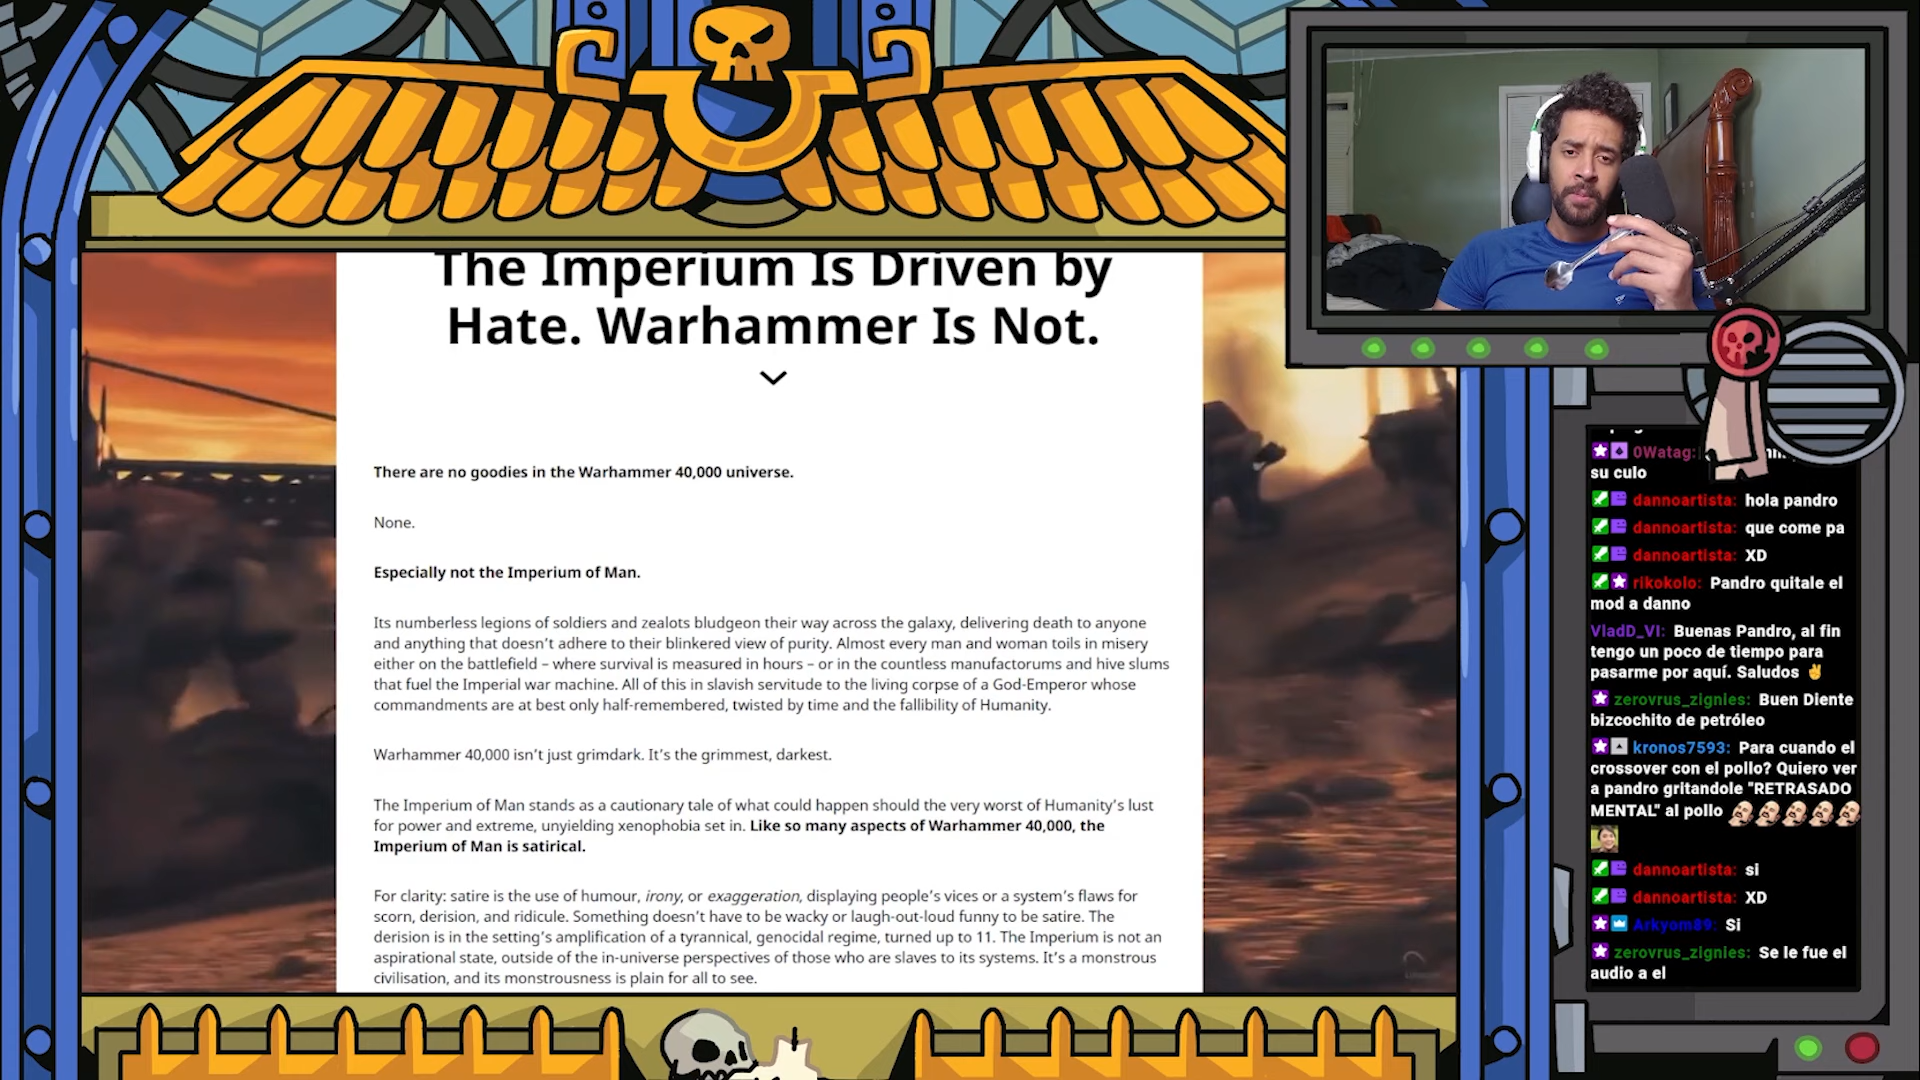 The Imperium Is Driven by
Hate. Warhammer Is Not.
There are no goodies in the Warhammer 40,000 universe.
None.
Especially not the Imperium of Man.
Its numberless legions of soldiers and zealots bludgeon their way across the galaxy, delivering death to anyone
and anything that doesn't adhere to their blinkered view of purity. Almost every man and woman toils in misery
either on the battlefield – where survival is measured in hours – or in the countless manufactorums and hive slums
that fuel the Imperial war machine. All of this in slavish servitude to the living corpse of a God-Emperor whose
commandments are at best only half-remembered, twisted by time and the fallibility of Humanity.
Warhammer 40,000 isn't just grimdark. It's the grimmest, darkest.
The Imperium of Man stands as a cautionary tale of what could happen should the very worst of Humanity's lust
for power and extreme, unyielding xenophobia set in. Like so many aspects of Warhammer 40,000, the
Imperium of Man is satirical.
For clarity: satire is the use of humour, irony, or exaggeration, displaying people's vices or a system's flaws for
scorn, derision, and ridicule. Something doesn't have to be wacky or laugh-out-loud funny to be satire. The
derision is in the setting's amplification of a tyrannical, genocidal regime, turned up to 11. The Imperium is not an
aspirational state, outside of the in-universe perspectives of those who are slaves to its systems. It's a monstrous
civilisation, and its monstrousness is plain for all to see.
0Watag:
su culo
dannoartista: hola pandro
dannoartista: que come pa
dannoartista: XD
rikokolo: Pandro quitale el
mod a danno
VladD_VI: Buenas Pandro, al fin
tengo un poco de tiempo para
pasarme por aquí. Saludos ✌
zerovrus_zignies: Buen Diente
bizcochito de petróleo
kronos7593: Para cuando el
crossover con el pollo? Quiero ver
a pandro gritandole "RETRASADO
MENTAL" al pollo
dannoartista: si
dannoartista: XD
Arkyom89: Si
zerovrus_zignies: Se le fue el
audio a el